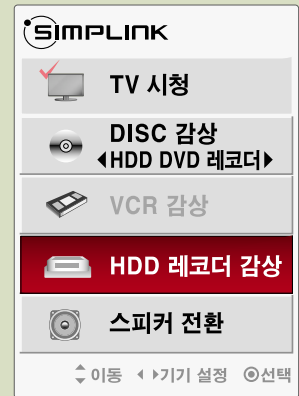 SIMPLINK
TV 시청
DISC 감상
◀HDD DVD 레코더▶
VCR 감상
HDD 레코더 감상
스피커 전환
이동 기기 설정 ◉선택